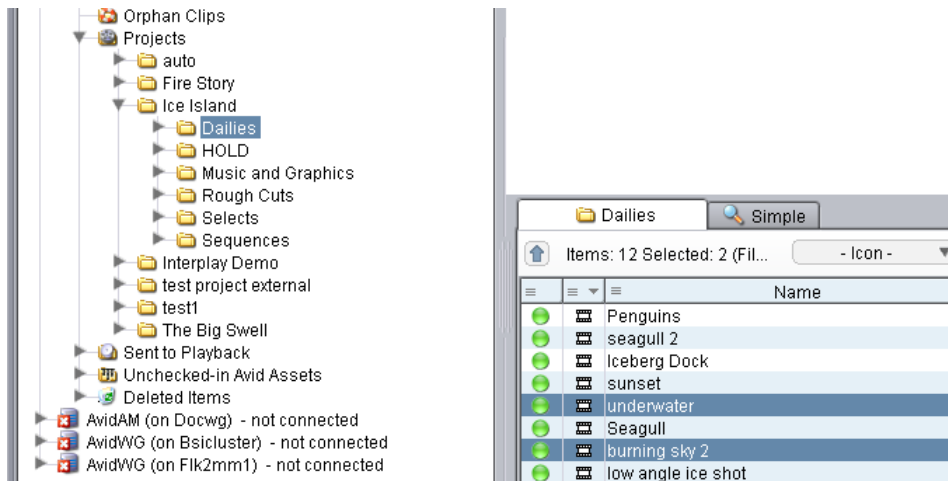 Orphan Clips
Projects
auto
Fire Story
Ice Island
Dailies
HOLD
Music and Graphics
Rough Cuts
Selects
Sequences
Interplay Demo
test project external
test1
The Big Swell
Sent to Playback
Unchecked-in Avid Assets
Deleted Items
AvidAM (on Docwg) - not connected
AvidWG (on Bsicluster) - not connected
AvidWG (on Flk2mm1) - not connected
Dailies Simple
Items: 12 Selected: 2 (Fil... - Icon -
Name
Penguins
seagull 2
Iceberg Dock
sunset
underwater
Seagull
burning sky 2
low angle ice shot